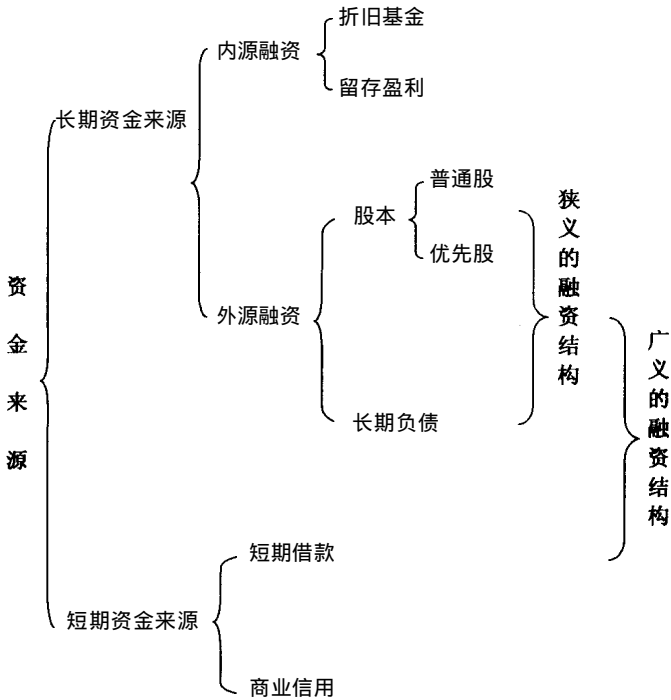 资金来源
长期资金来源
内源融资
折旧基金
留存盈利
外源融资
股本
普通股
优先股
长期负债
短期资金来源
短期借款
商业信用
狭义的融资结构
广义的融资结构